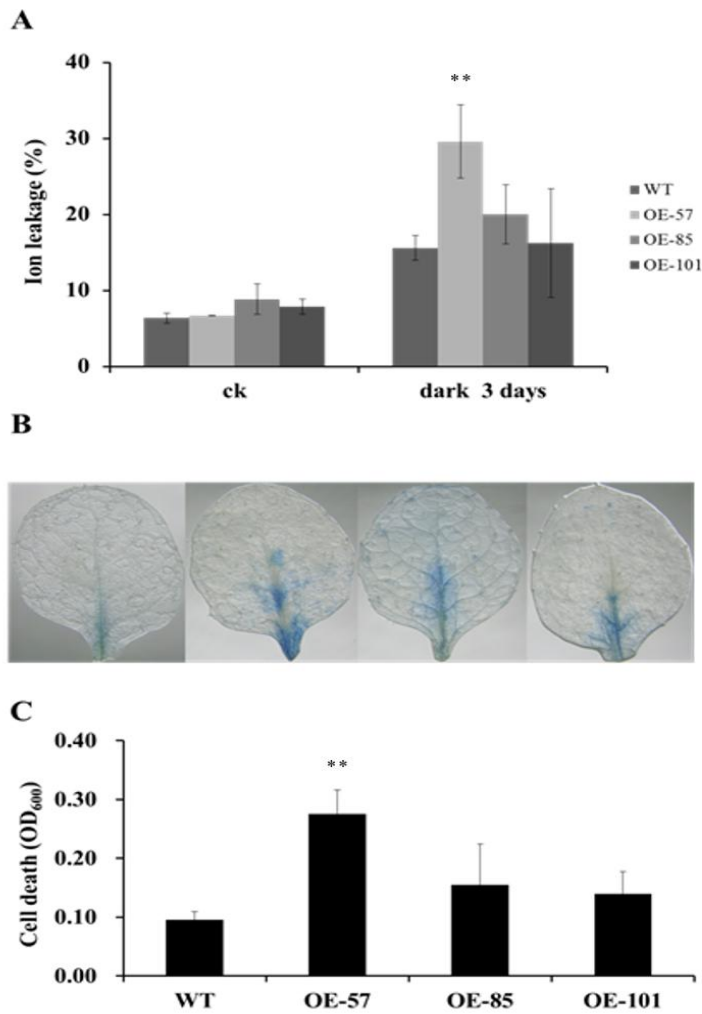 A
40
30
20
10
0
Ion leakage (%)
**
ck
dark 3 days
WT
OE-57
OE-85
OE-101
B
C
0.40
0.30
0.20
0.10
0.00
Cell death (OD600)
**
WT
OE-57
OE-85
OE-101